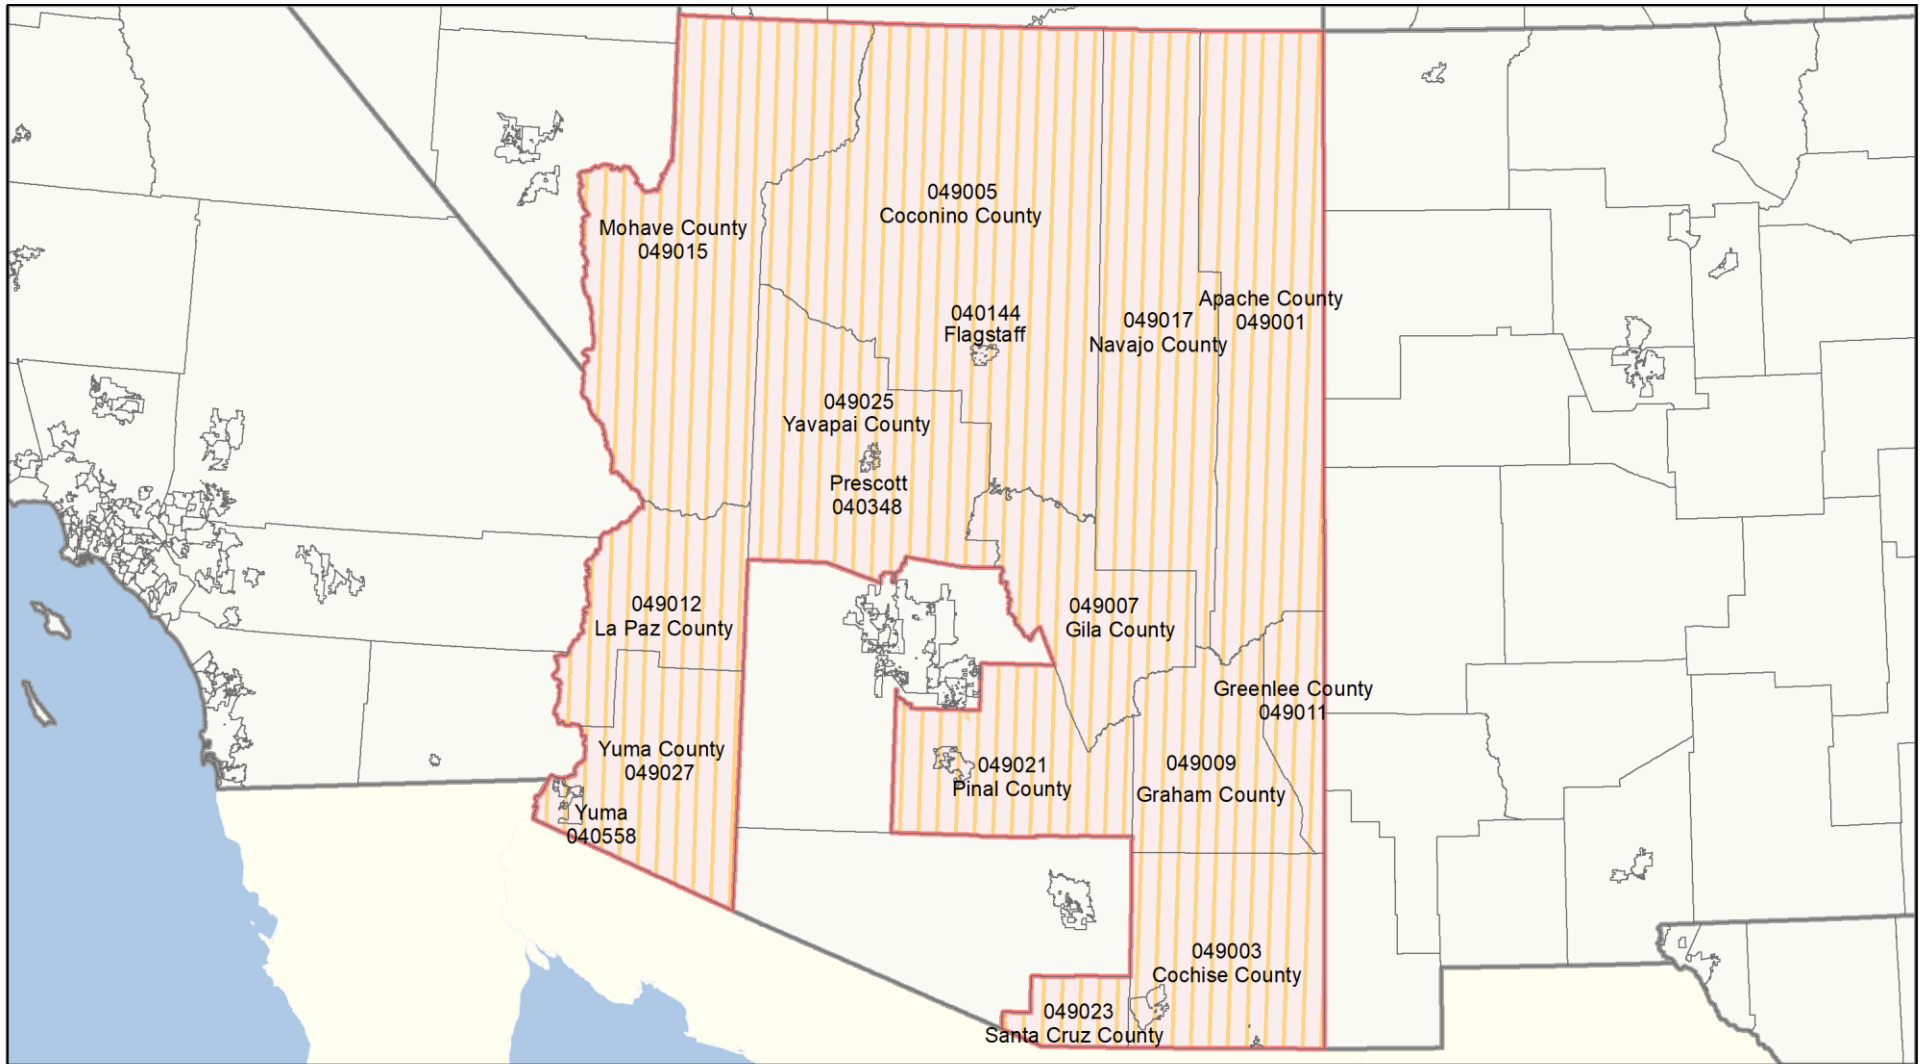 049005
Coconino County
Mohave County
049015
Apache County
049001
040144
Flagstaff
049017
Navajo County
049025
Yavapai County
Prescott
040348
049012
La Paz County
049007
Gila County
Greenlee County
049011
Yuma County
049027
049021
Pinal County
049009
Graham County
Yuma
040558
049003
Cochise County
049023
Santa Cruz County